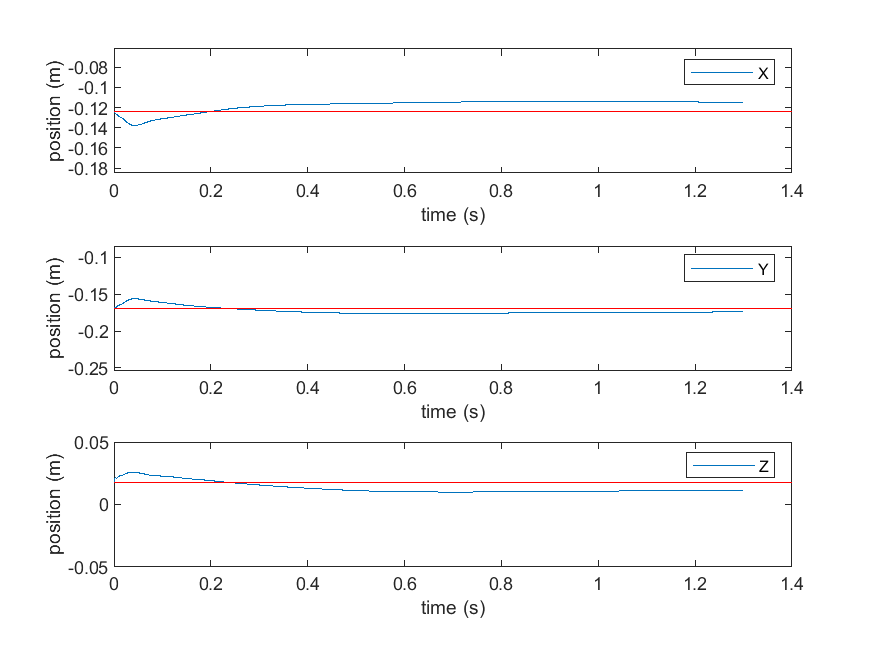 -0.08
-0.1
-0.12
-0.14
-0.16
-0.18
position (m)
X
0 0.2 0.4 0.6 0.8 1 1.2 1.4
time (s)
-0.1
-0.15
-0.2
-0.25
position (m)
Y
0 0.2 0.4 0.6 0.8 1 1.2 1.4
time (s)
0.05
0
-0.05
position (m)
Z
0 0.2 0.4 0.6 0.8 1 1.2 1.4
time (s)